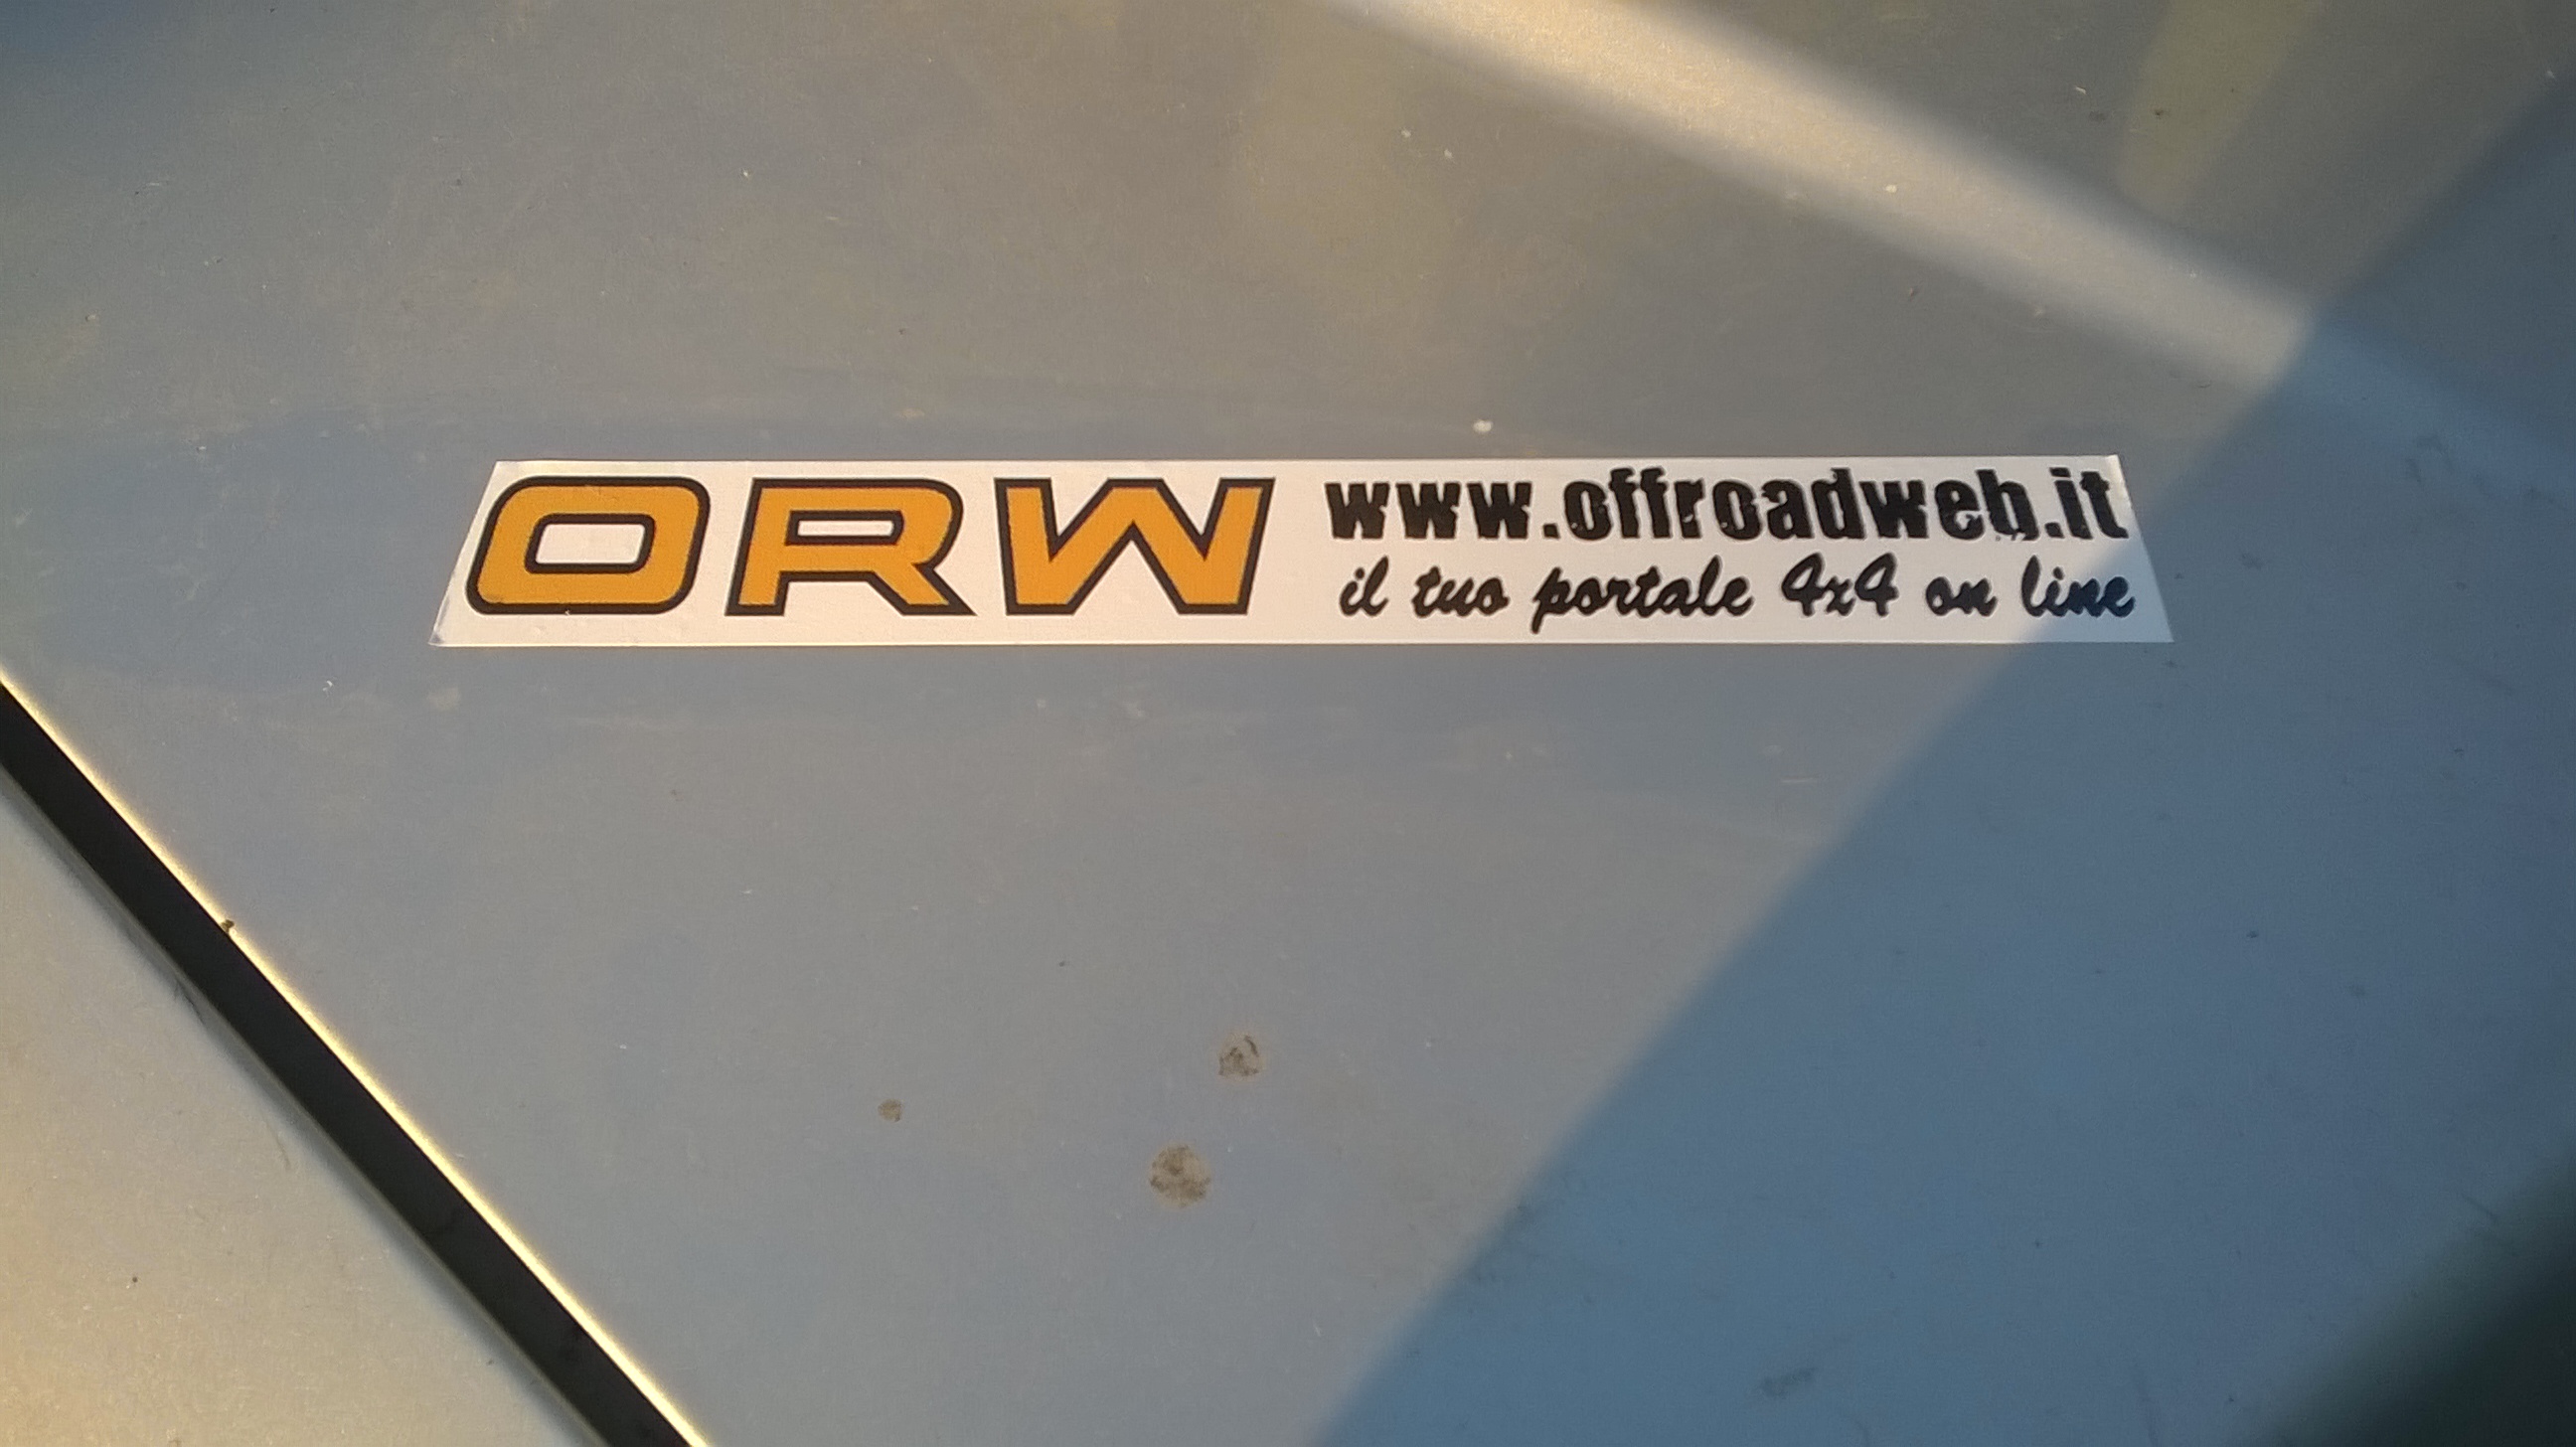 ORW
www.offroadweb.it
il tuo portale 4x4 on line